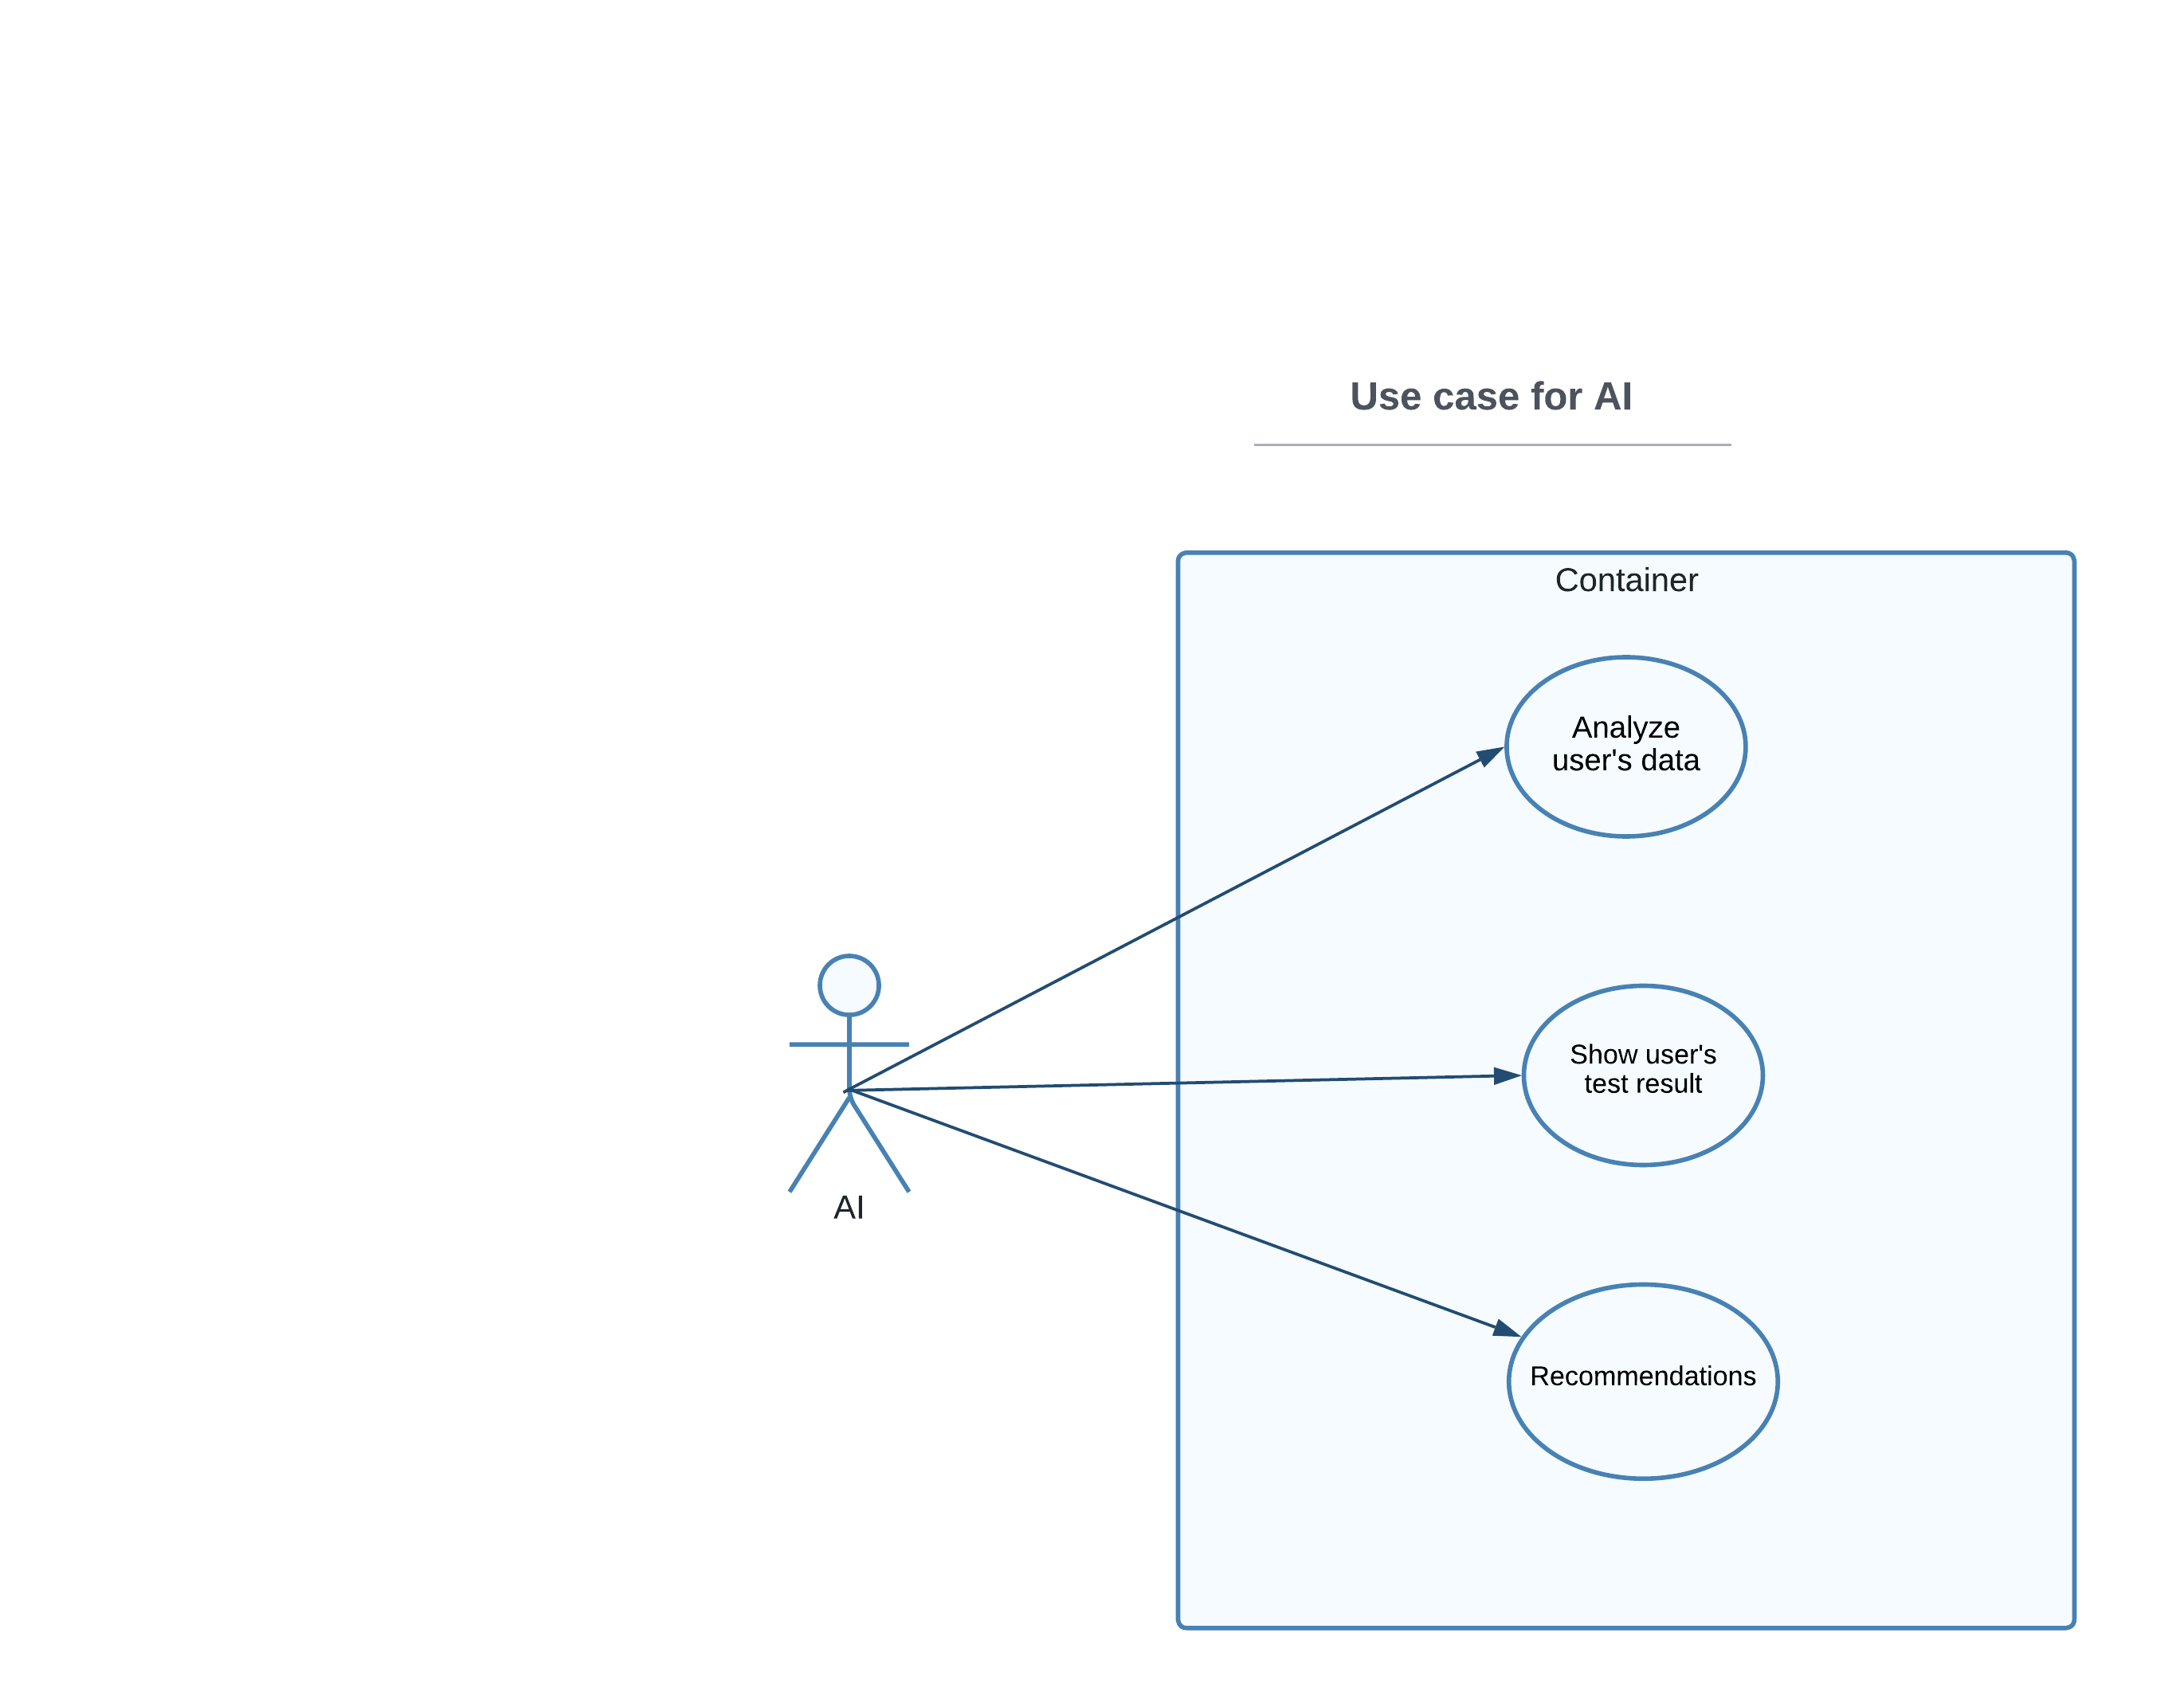 Use case for AI
Container
Analyze
user's data
Show user's
test result
AI
Recommendations